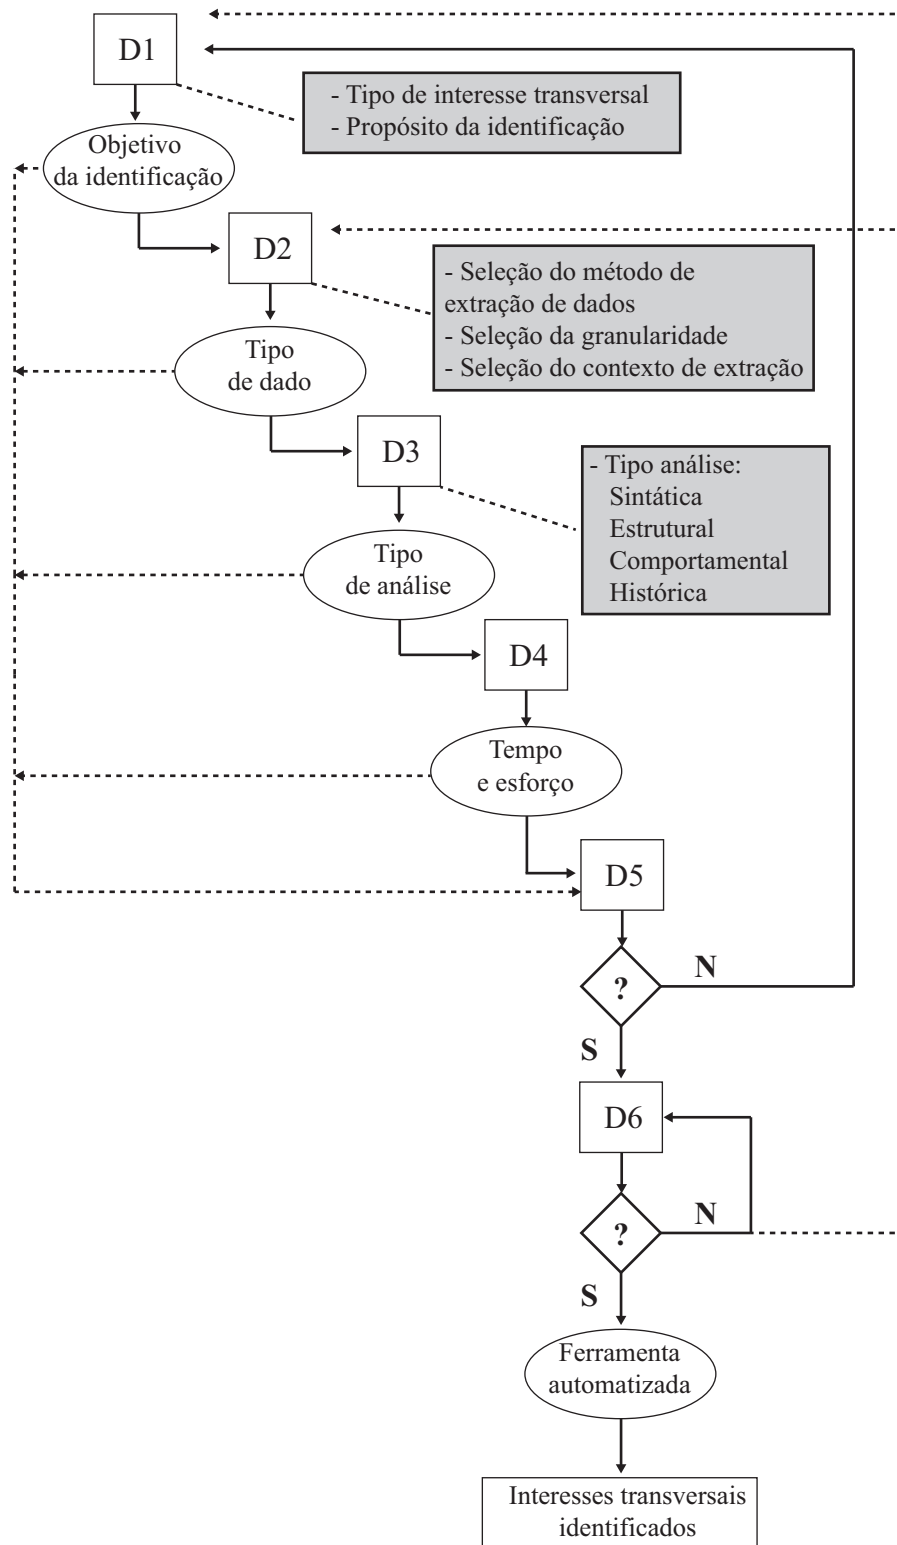 D1
- Tipo de interesse transversal
- Propósito da identificação
Objetivo
da identificação
D2
- Seleção do método de
extração de dados
- Seleção da granularidade
- Seleção do contexto de extração
Tipo
de dado
D3
- Tipo análise:
Sintática
Estrutural
Comportamental
Histórica
Tipo
de análise
D4
Tempo
e esforço
D5
?
N
S
D6
?
N
S
Ferramenta
automatizada
Interesses transversais
identificados